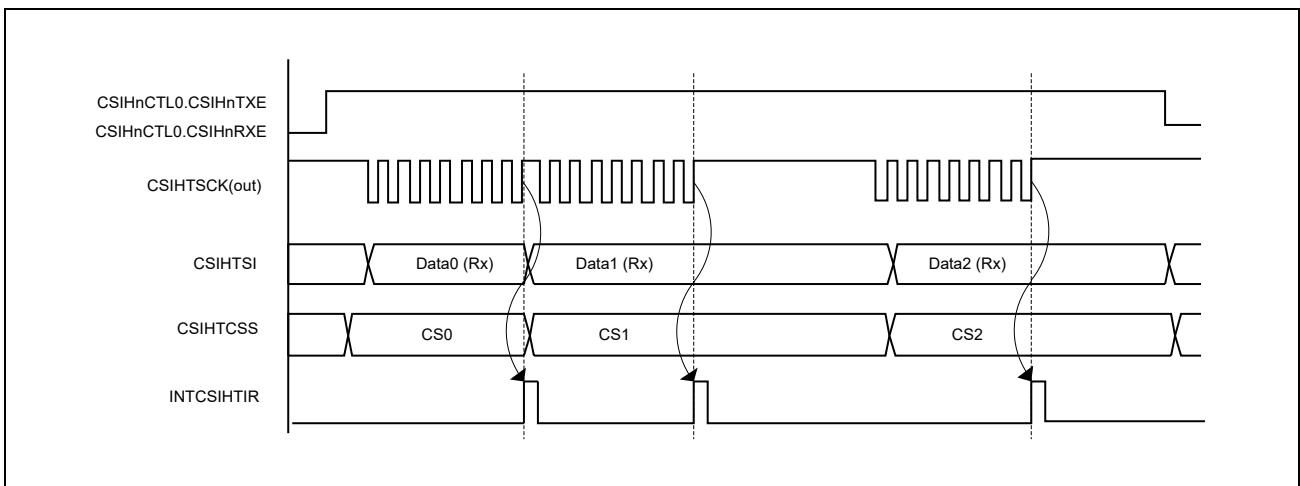 CSIHnCTL0.CSIHnTXE
CSIHnCTL0.CSIHnRXE
CSIHTSCK(out)
CSIHTSI
Data0 (Rx)
Data1 (Rx)
Data2 (Rx)
CSIHTCSS
CS0
CS1
CS2
INTCSIHTIR